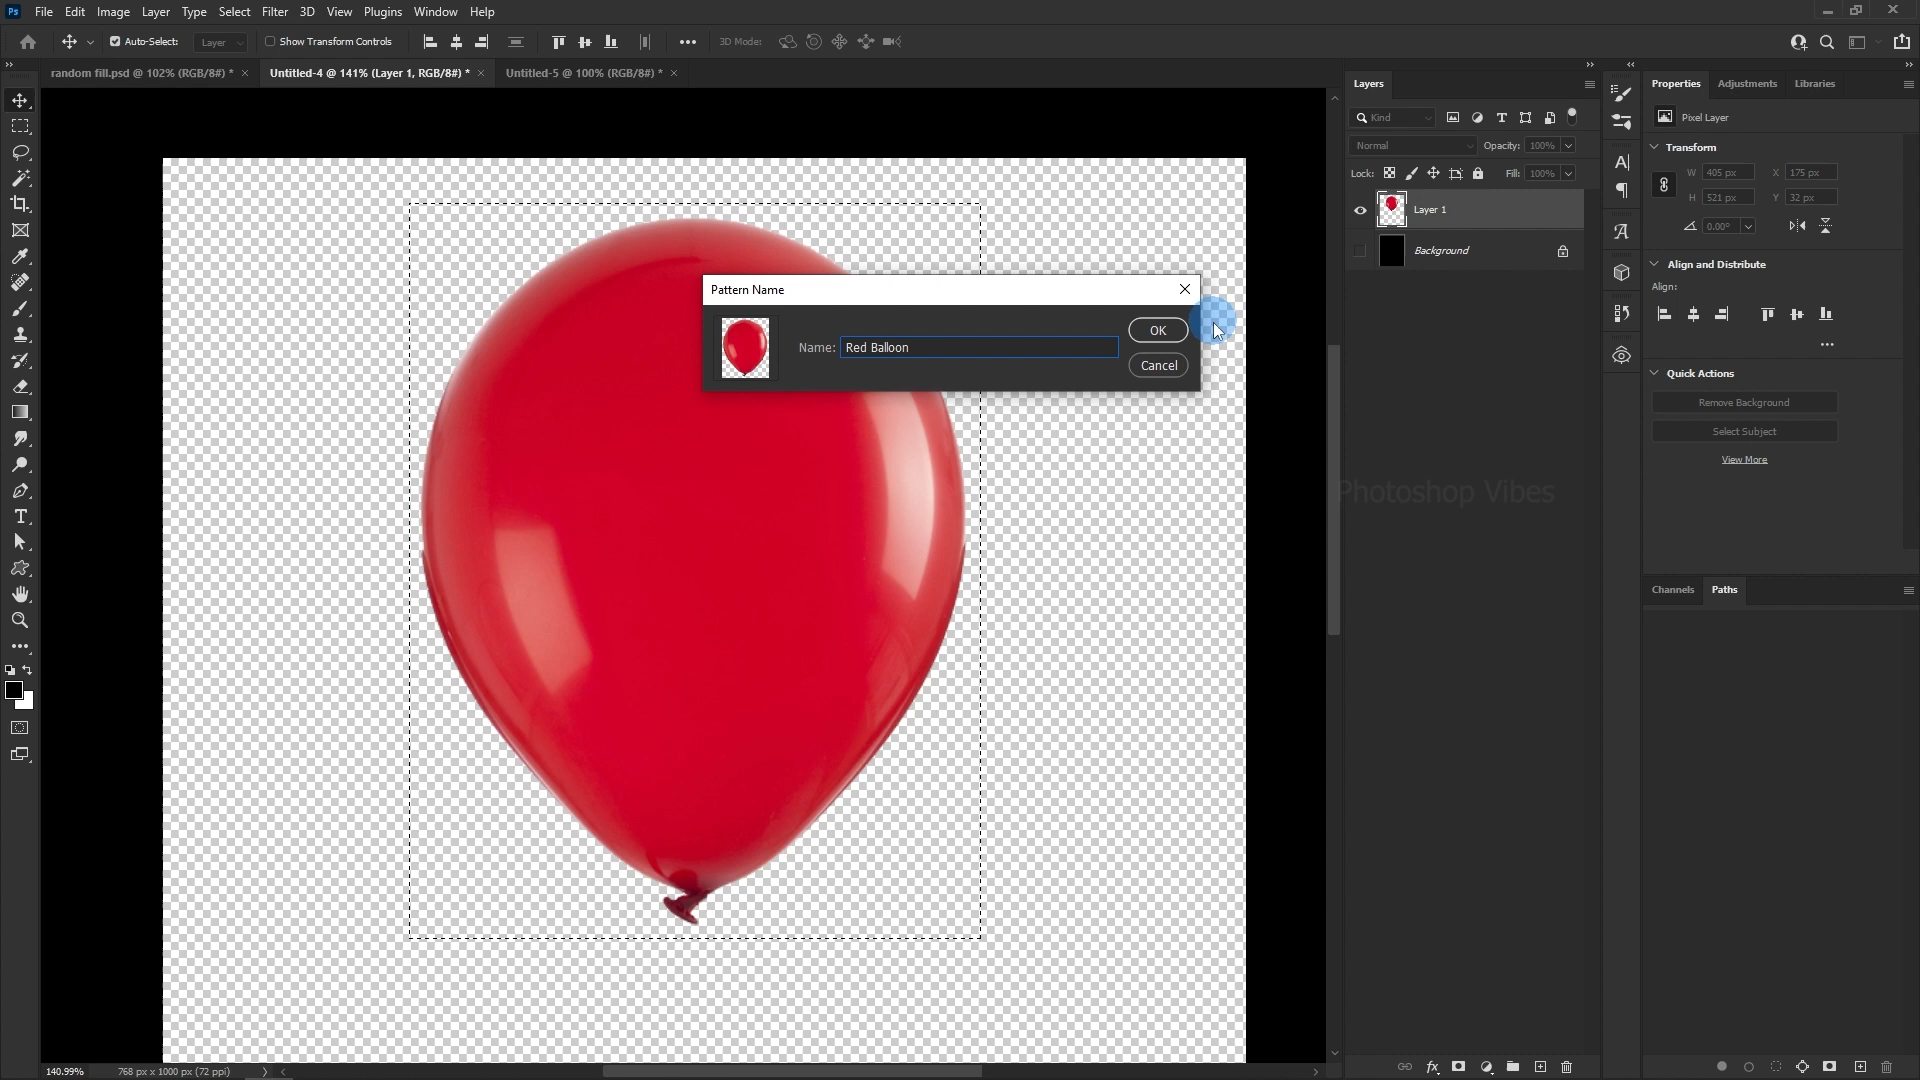 Ps File Edit Image Layer Type Select Filter 3D View Plugins Window Help
Auto-Select: Layer Show Transform Controls 3D Mode:
random fill.psd @ 102% (RGB/8#) * × Untitled-4 @ 141% (Layer 1, RGB/8#) * × Untitled-5 @ 100% (RGB/8#) * ×
Layers
Kind
Normal Opacity: 100%
Lock: Fill: 100%
Layer 1
Background
Properties Adjustments Libraries
Pixel Layer
Transform
W 405 px X 175 px
H 521 px Y 32 px
0.00°
Align and Distribute
Align:
Quick Actions
Remove Background
Select Subject
View More
Channels Paths
Pattern Name
Name: Red Balloon
OK
Cancel
Photoshop Vibes
140.99% 768 px x 1000 px (72 ppi)